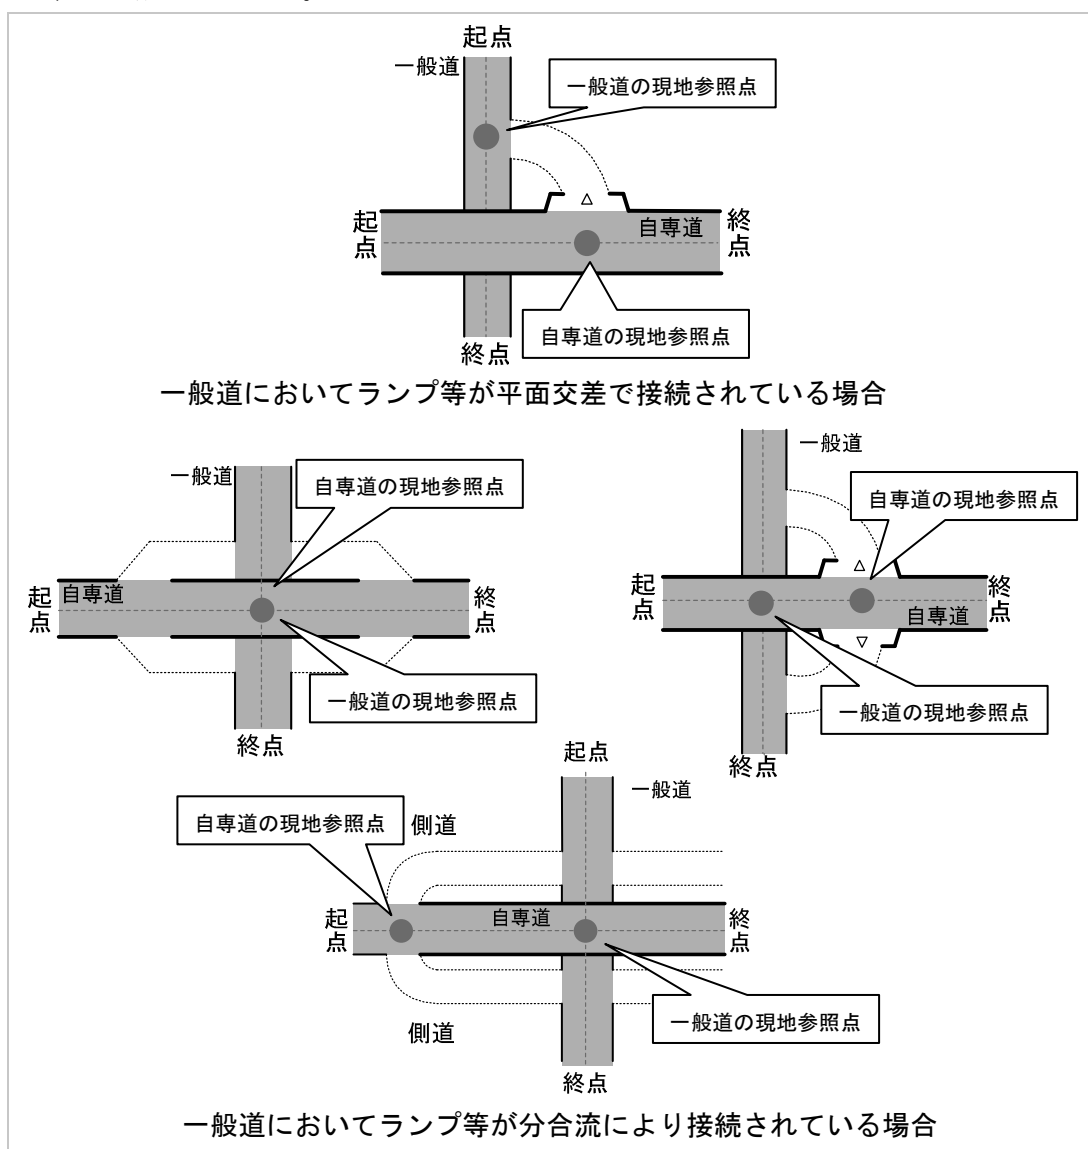 起点
一般道
一般道の現地参照点
起点
自専道
終点
自専道の現地参照点
終点
一般道においてランプ等が平面交差で接続されている場合
一般道
自専道の現地参照点
起点
自専道
終点
一般道の現地参照点
終点
一般道
自専道の現地参照点
起点
自専道
終点
一般道の現地参照点
終点
起点
一般道
自専道の現地参照点
側道
起点
自専道
終点
一般道の現地参照点
側道
終点
一般道においてランプ等が分合流により接続されている場合